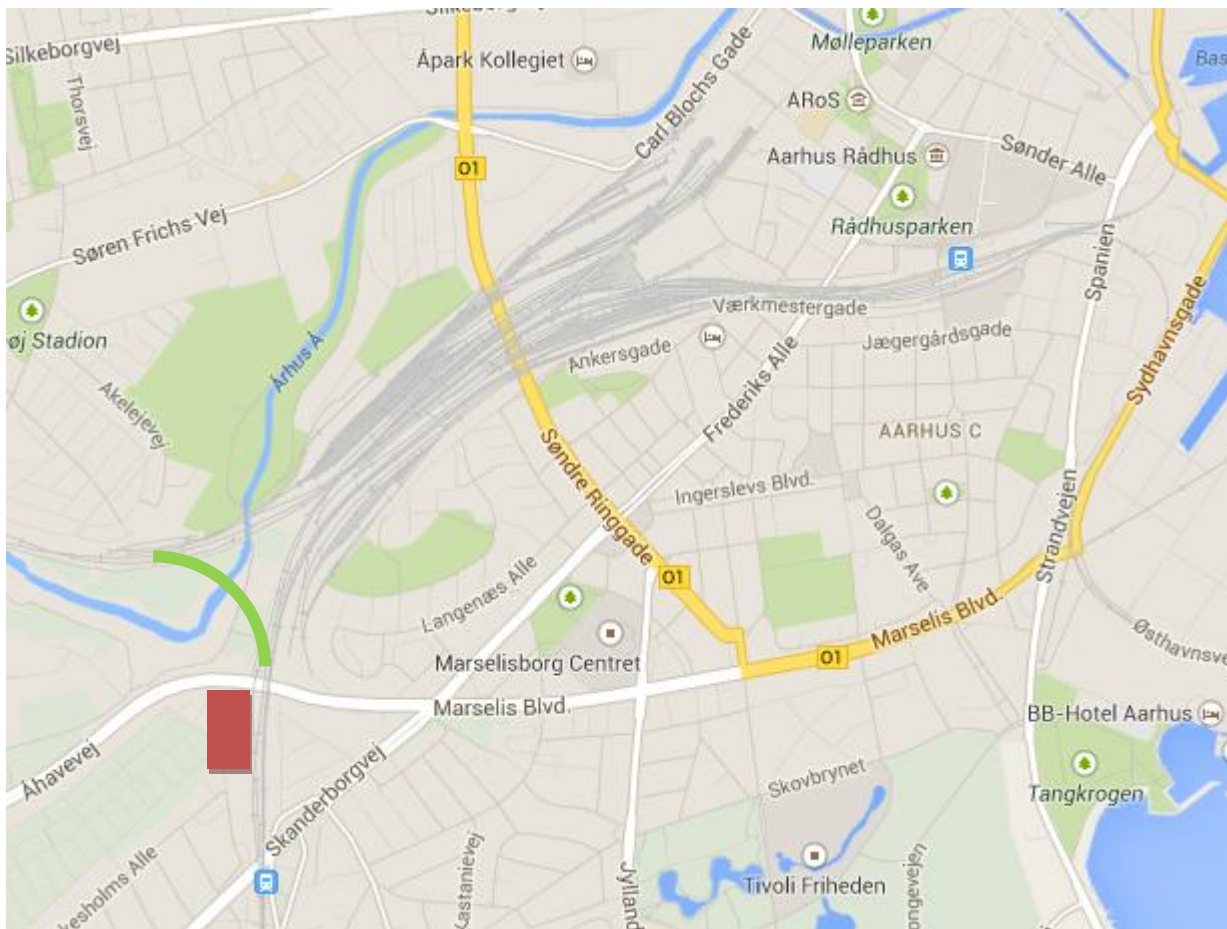 Silkeborgvej
Silkeborgvej
Thorsvej
Åpark Kollegiet
Mølleparken
Carl Blochs Gade
ARoS
Sønder Alle
Aarhus Rådhus
O1
Rådhusparken
Søren Frichs Vej
Spanien
Værkmestergade
Jægergårdsgade
øj Stadion
Århus Å
Ankersgade
Sydhavnsgade
Akelejevej
Frederiks Alle
AARHUS C
Søndre Ringgade
Ingerslevs Blvd.
Dalgas Ave
Strandvejen
O1
Langenæs Alle
Marselis Blvd.
Østhavnsve
O1
Marselisborg Centret
Marselis Blvd.
BB-Hotel Aarhus
Åhavevej
Skanderborgvej
Skovbrynet
Tangkrogen
Jylland
Tivoli Friheden
Lastanievej
ongevejen
kesholms Alle